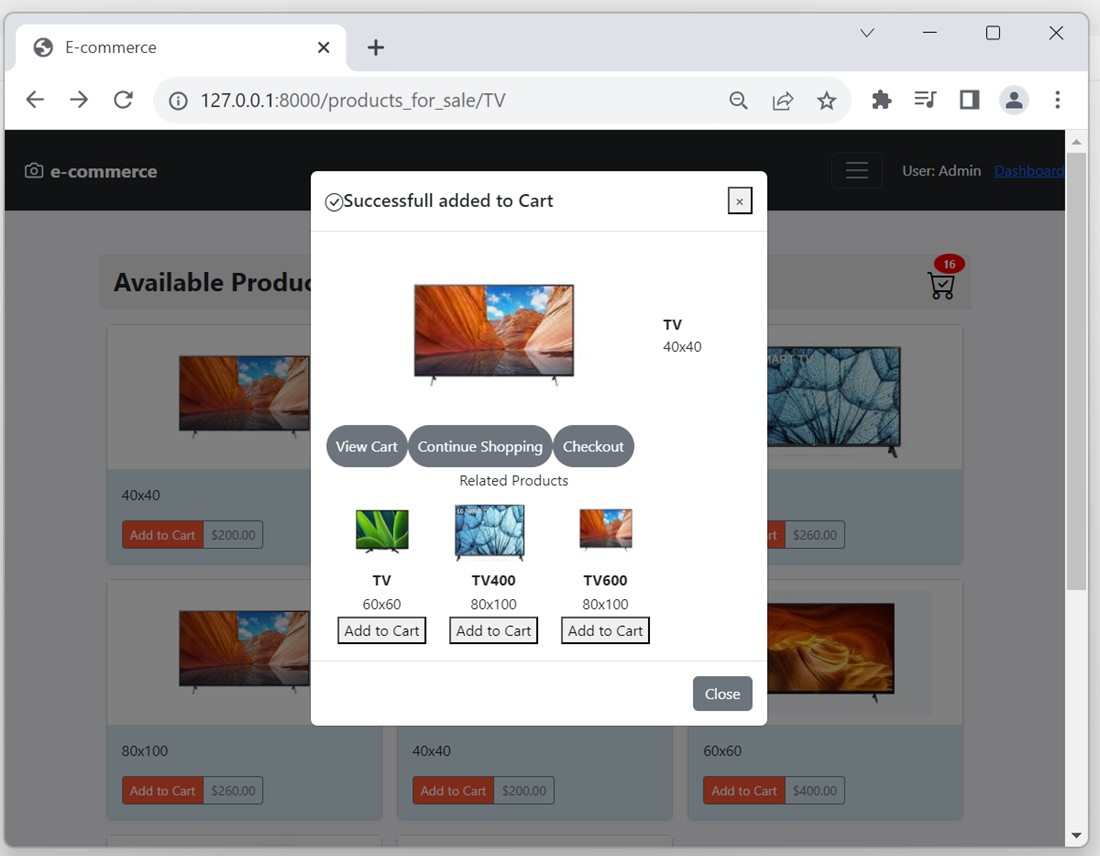 E-commerce
127.0.0.1:8000/products_for_sale/TV
e-commerce
User: Admin Dashboard
Successfull added to Cart ×
Available Produc
16
TV
40x40
View Cart Continue Shopping Checkout
Related Products
TV TV400 TV600
60x60 80x100 80x100
Add to Cart Add to Cart Add to Cart
Close
40x40
Add to Cart $200.00
rt $260.00
80x100 40x40 60x60
Add to Cart $260.00 Add to Cart $200.00 Add to Cart $400.00